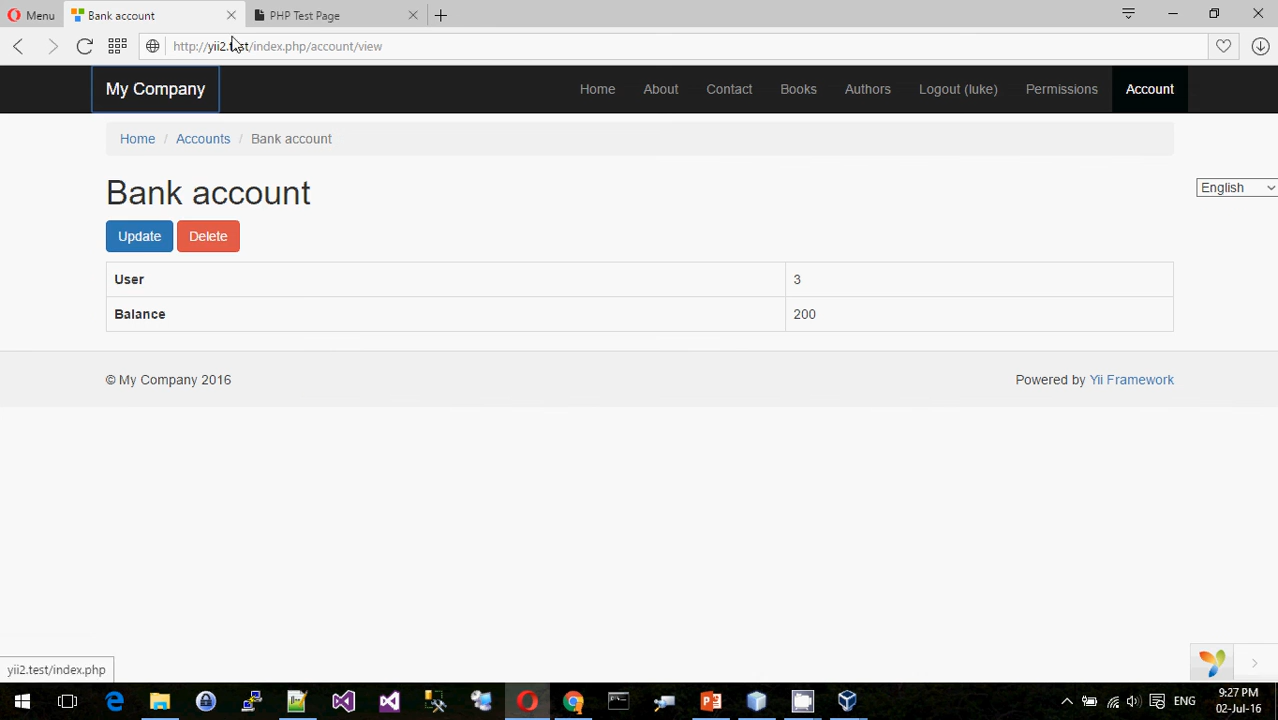 Menu
Bank account
PHP Test Page
http://yii2.test/index.php/account/view
My Company
Home
About
Contact
Books
Authors
Logout (luke)
Permissions
Account
Home / Accounts / Bank account
Bank account
English
Update
Delete
User
3
Balance
200
© My Company 2016
Powered by Yii Framework
yii2.test/index.php
ENG
9:27 PM
02-Jul-16